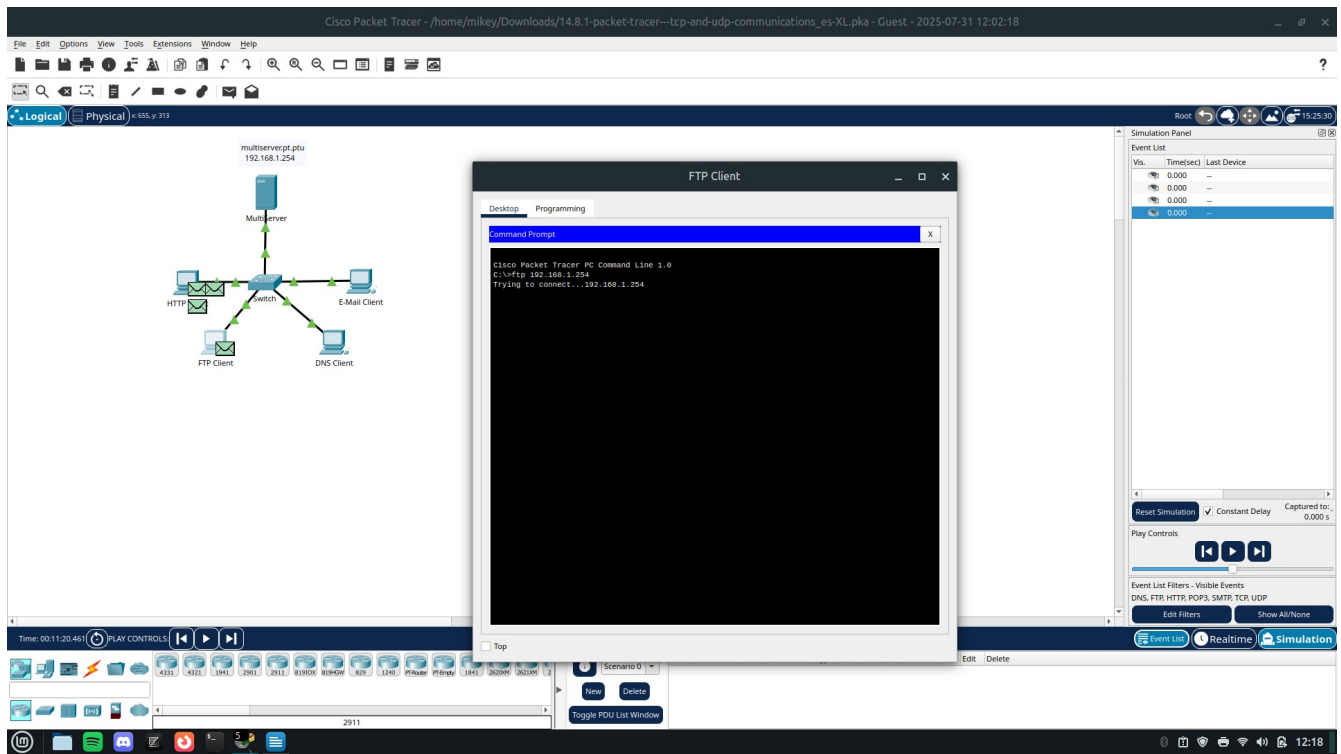 Cisco Packet Tracer - /home/mikey/Downloads/14.8.1-packet-tracer---tcp-and-udp-communications_es-XL.pka - Guest - 2025-07-31 12:02:18
File Edit Options View Tools Extensions Window Help
?
Logical Physical x: 655, y: 313
Root 15:25:30
multiserver.pt.ptu
192.168.1.254
MultiServer
HTTP
Switch
E-Mail Client
FTP Client
DNS Client
FTP Client
Desktop Programming
Command Prompt X
Cisco Packet Tracer PC Command Line 1.0
C:\>ftp 192.168.1.254
Trying to connect...192.168.1.254
Top
Simulation Panel
Event List
Vis. Time(sec) Last Device
0.000 --
0.000 --
0.000 --
0.000 --
Reset Simulation Constant Delay Captured to:
0.000 s
Play Controls
Event List Filters - Visible Events
DNS, FTP, HTTP, POP3, SMTP, TCP, UDP
Edit Filters Show All/None
Time: 00:11:20.461 PLAY CONTROLS:
Event List Realtime Simulation
4331 4321 1941 2901 2911 819IOX 819HGW 829 1240 PT-Router PT-Empty 1841 2620XM 2621XM 2
2911
Scenario 0
New Delete
Toggle PDU List Window
Edit Delete
5
12:18